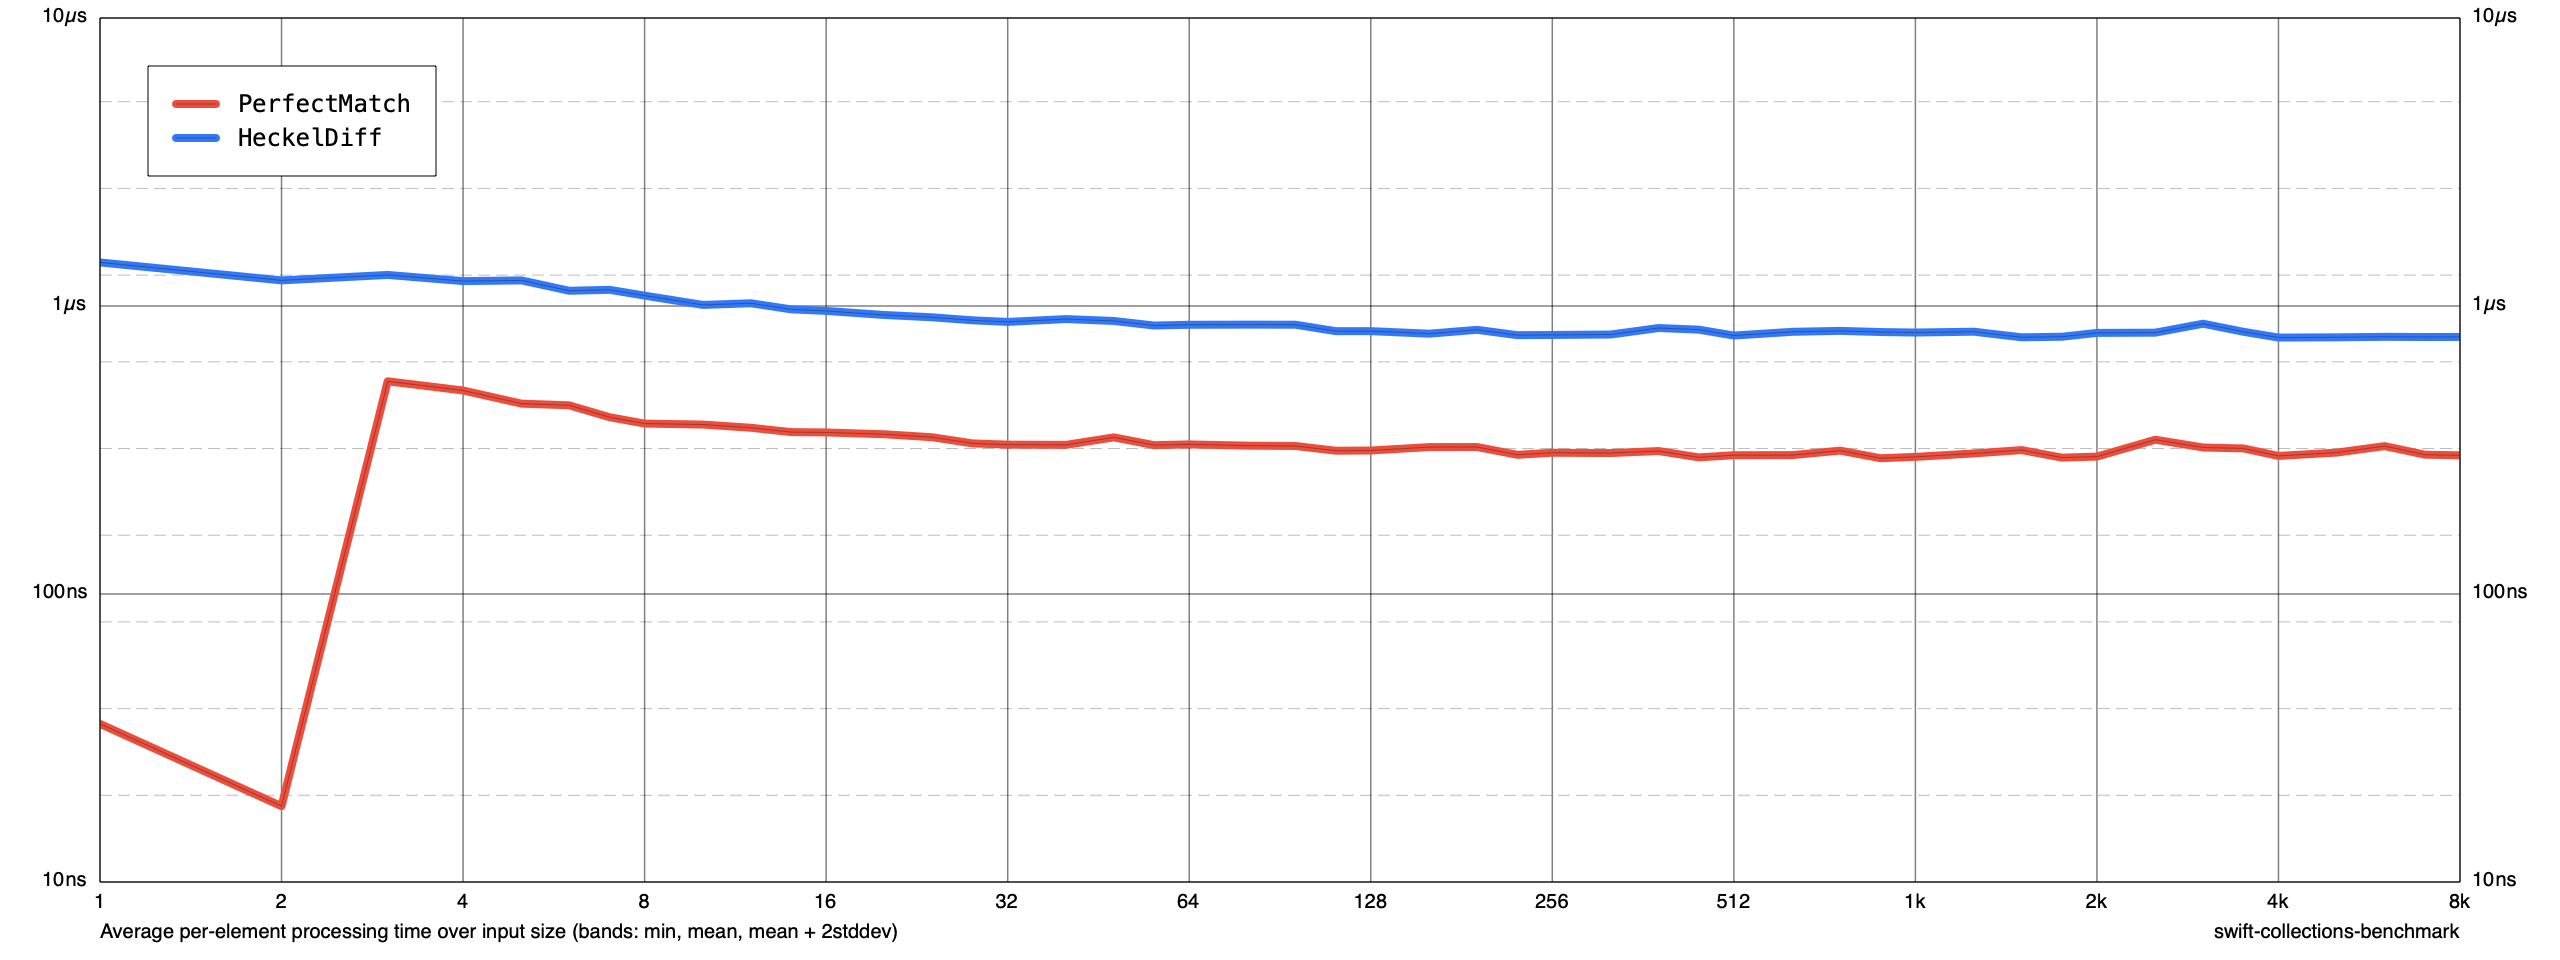 10µs 10µs
PerfectMatch
HeckelDiff
1µs 1µs
100ns 100ns
10ns 10ns
1 2 4 8 16 32 64 128 256 512 1k 2k 4k 8k
Average per-element processing time over input size (bands: min, mean, mean + 2stddev) swift-collections-benchmark